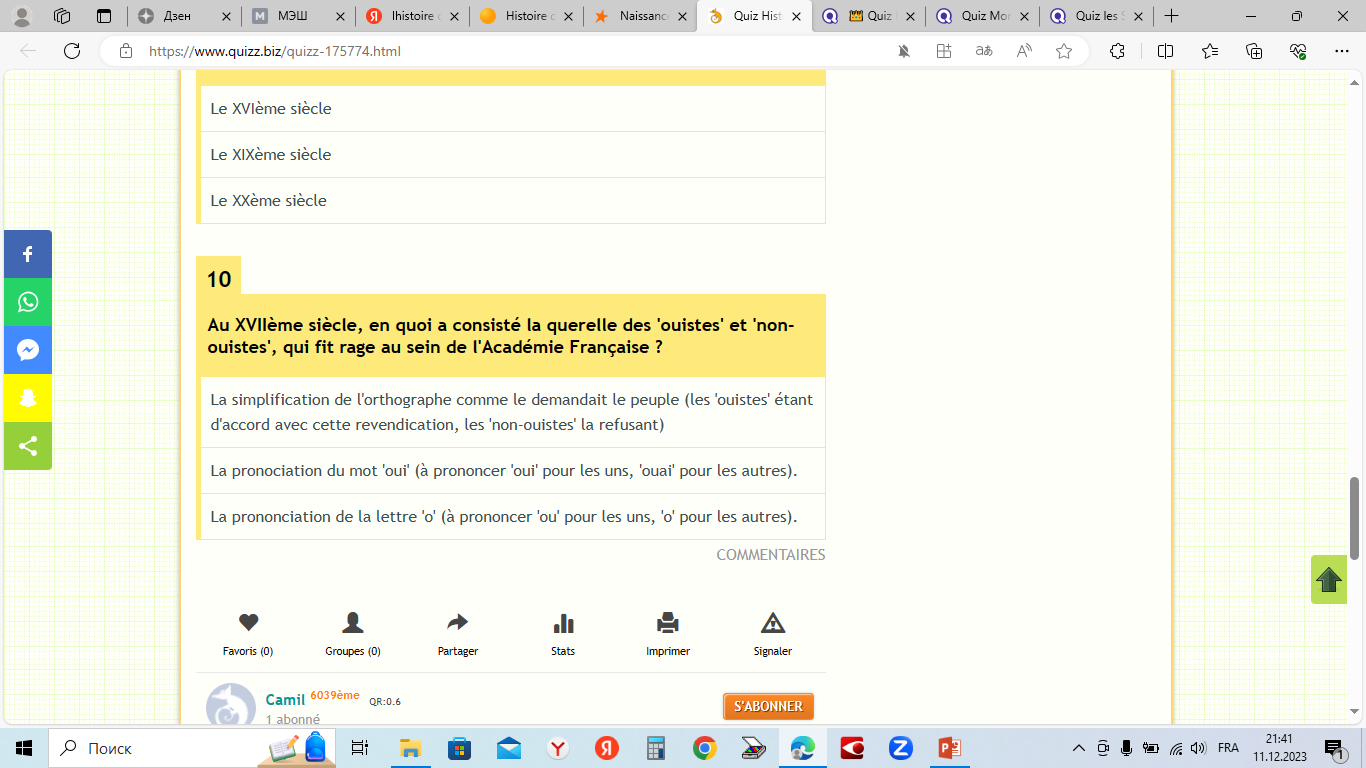 Дзен
МЭШ
lhistoire d
Histoire d
Naissance
Quiz Hist
Quiz
Quiz Mor
Quiz les S
https://www.quizz.biz/quizz-175774.html
Le XVIème siècle
Le XIXème siècle
Le XXème siècle
10
Au XVIIème siècle, en quoi a consisté la querelle des 'ouistes' et 'non-
ouistes', qui fit rage au sein de l'Académie Française ?
La simplification de l'orthographe comme le demandait le peuple (les 'ouistes' étant
d'accord avec cette revendication, les 'non-ouistes' la refusant)
La pronociation du mot 'oui' (à prononcer 'oui' pour les uns, 'ouai' pour les autres).
La prononciation de la lettre 'o' (à prononcer 'ou' pour les uns, 'o' pour les autres).
COMMENTAIRES
Favoris (0)
Groupes (0)
Partager
Stats
Imprimer
Signaler
Camil 6039ème QR:0.6
S'ABONNER
1 abonné
Поиск
FRA
21:41
11.12.2023
1